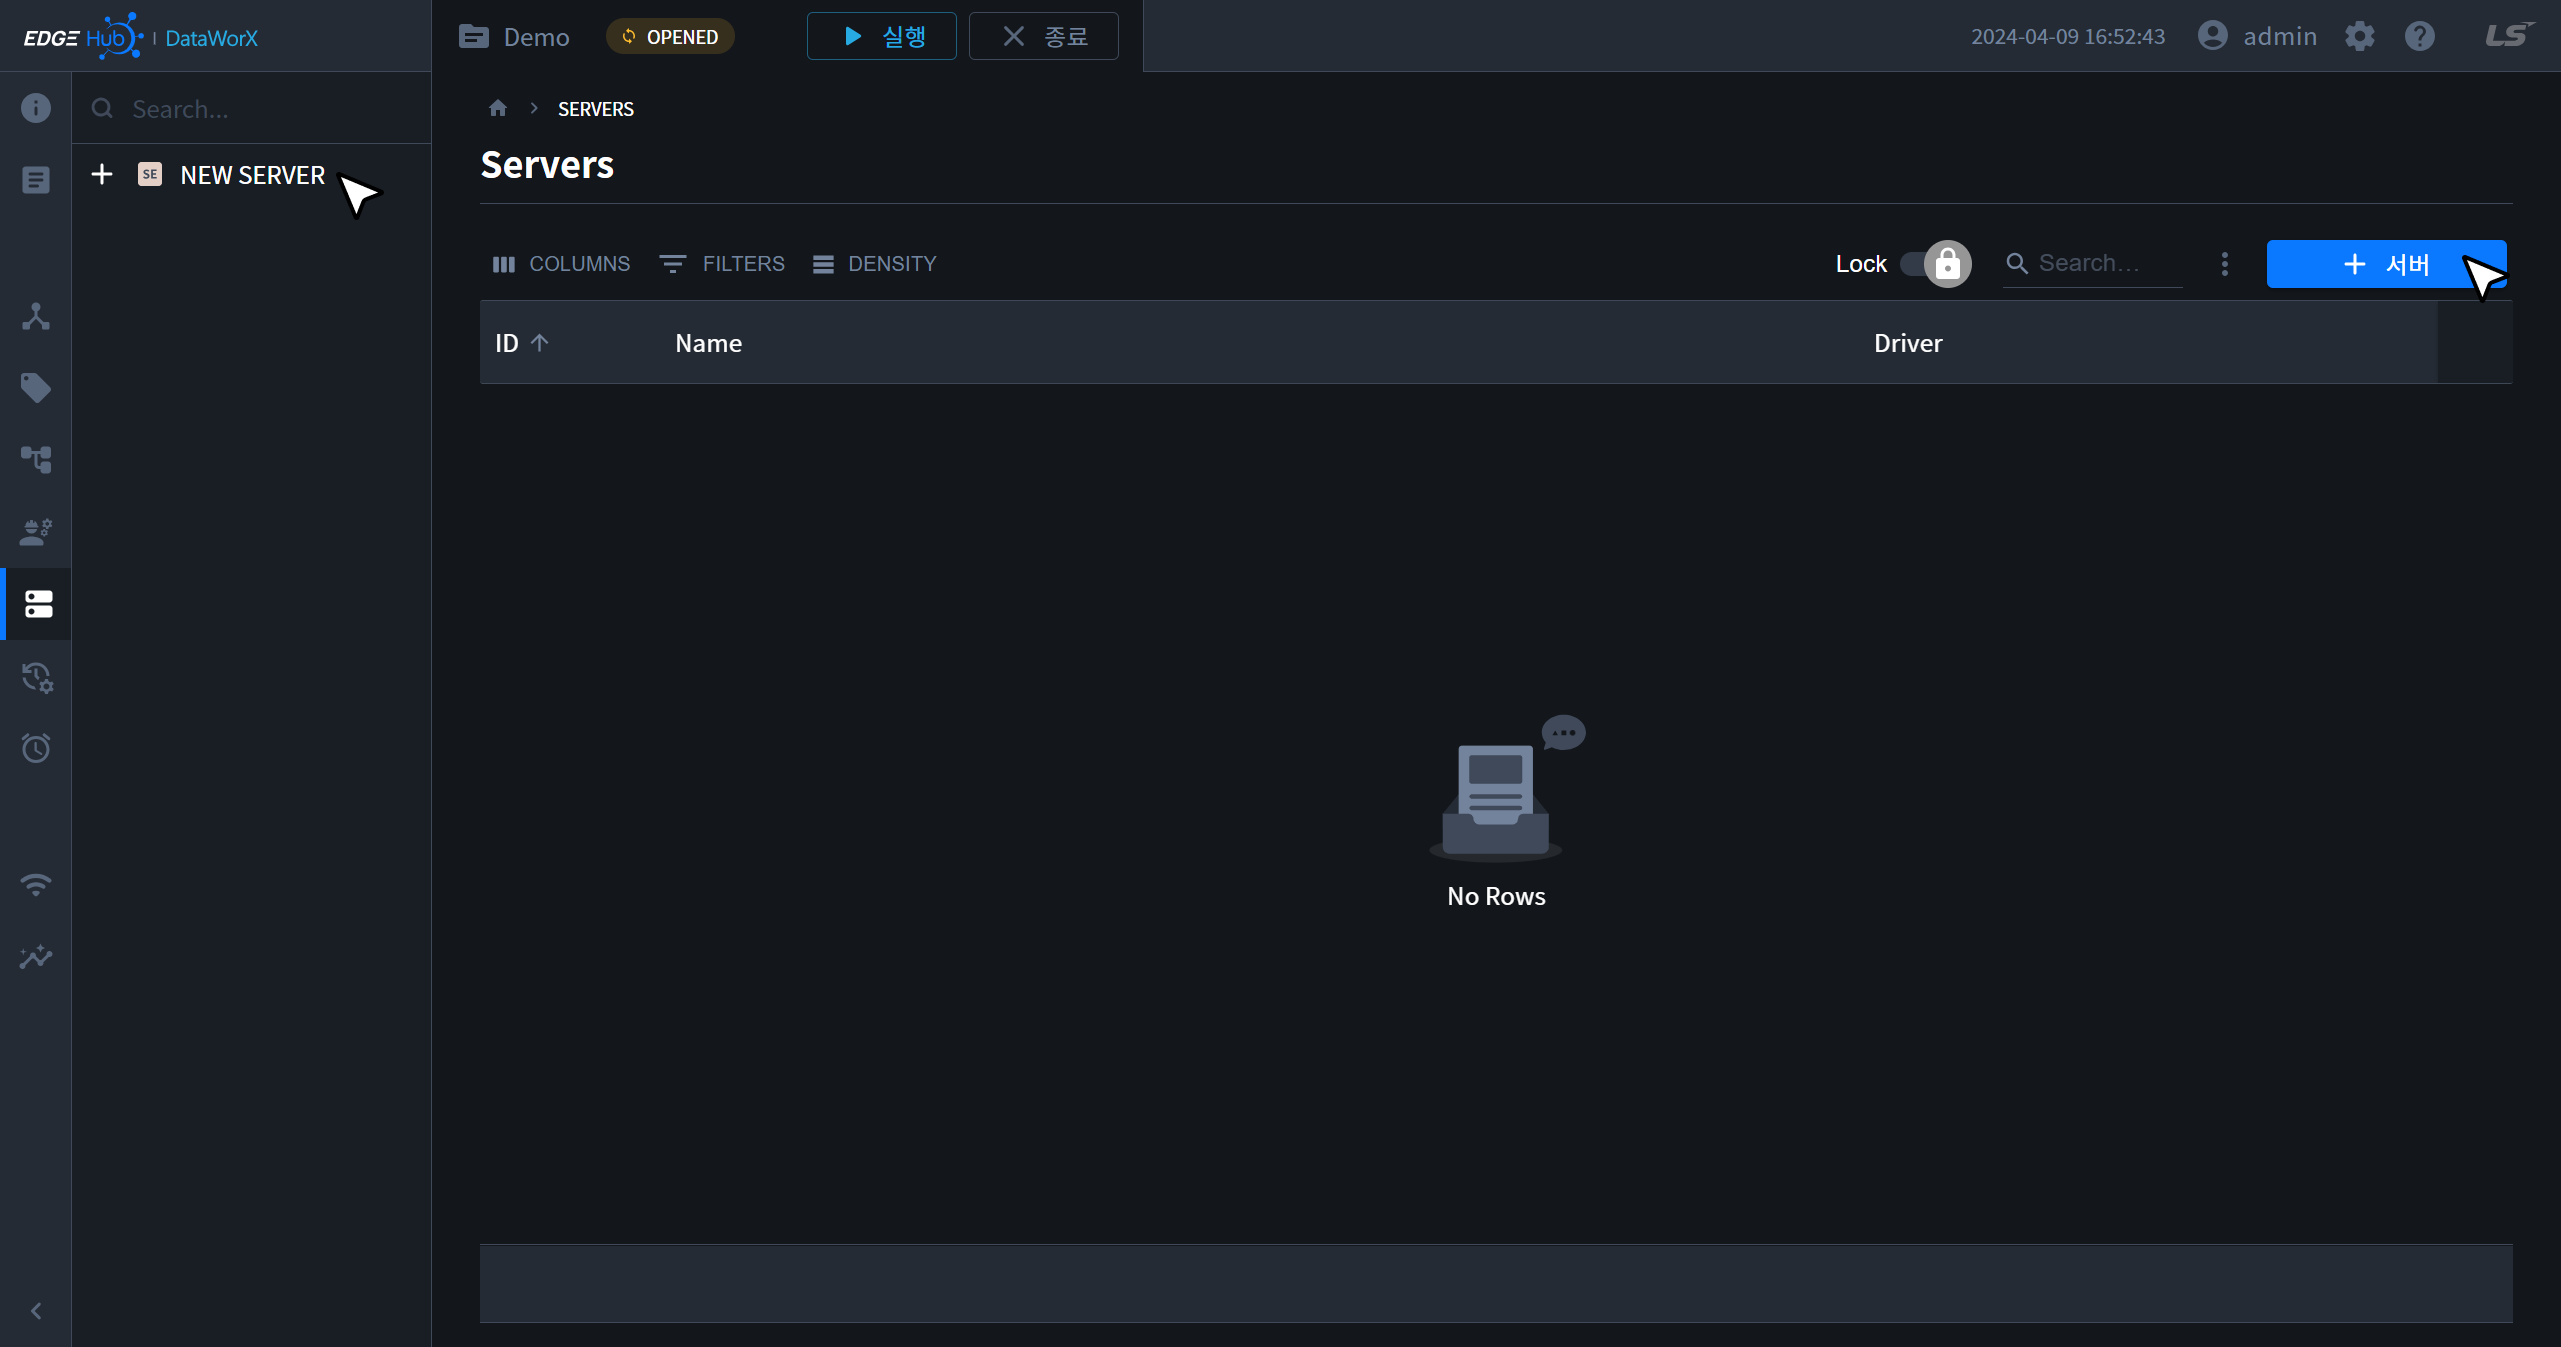 EDGE Hub | DataWorX
Demo
OPENED
실행
종료
2024-04-09 16:52:43
admin
LS
Search...
SE NEW SERVER
SERVERS
Servers
COLUMNS
FILTERS
DENSITY
Lock
Search...
서버
ID
Name
Driver
No Rows